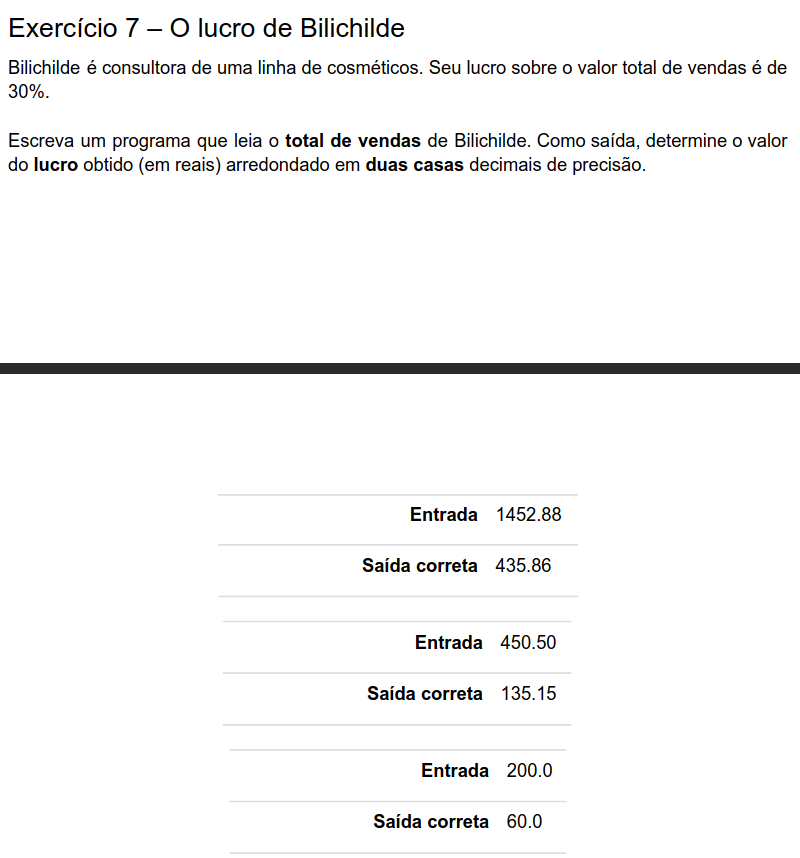 Exercício 7 – O lucro de Bilichilde
Bilichilde é consultora de uma linha de cosméticos. Seu lucro sobre o valor total de vendas é de
30%.
Escreva um programa que leia o total de vendas de Bilichilde. Como saída, determine o valor
do lucro obtido (em reais) arredondado em duas casas decimais de precisão.
Entrada 1452.88
Saída correta 435.86
Entrada 450.50
Saída correta 135.15
Entrada 200.0
Saída correta 60.0